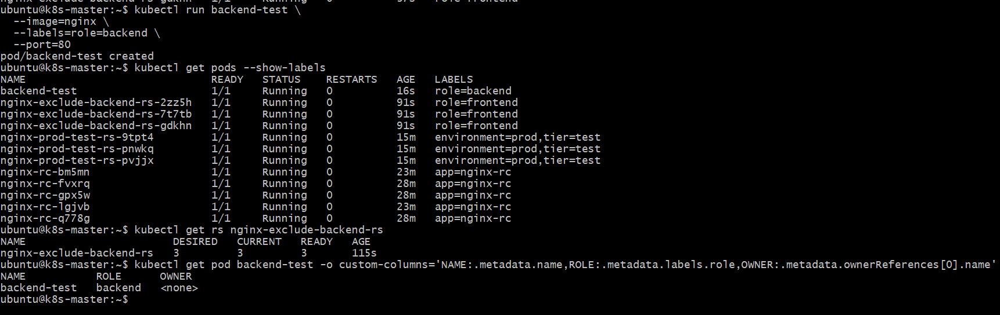 nginx-exclude-backend-rs-gdkhn   1/1     Running   0          37s   role=frontend
ubuntu@k8s-master:~$ kubectl run backend-test \
  --image=nginx \
  --labels=role=backend \
  --port=80
pod/backend-test created
ubuntu@k8s-master:~$ kubectl get pods --show-labels
NAME                             READY   STATUS    RESTARTS   AGE   LABELS
backend-test                     1/1     Running   0          16s   role=backend
nginx-exclude-backend-rs-2zz5h   1/1     Running   0          91s   role=frontend
nginx-exclude-backend-rs-7t7tb   1/1     Running   0          91s   role=frontend
nginx-exclude-backend-rs-gdkhn   1/1     Running   0          91s   role=frontend
nginx-prod-test-rs-9tpt4         1/1     Running   0          15m   environment=prod,tier=test
nginx-prod-test-rs-pnwkq         1/1     Running   0          15m   environment=prod,tier=test
nginx-prod-test-rs-pvjjx         1/1     Running   0          15m   environment=prod,tier=test
nginx-rc-bm5mn                   1/1     Running   0          23m   app=nginx-rc
nginx-rc-fvxrq                   1/1     Running   0          28m   app=nginx-rc
nginx-rc-gpx5w                   1/1     Running   0          28m   app=nginx-rc
nginx-rc-lgjvb                   1/1     Running   0          23m   app=nginx-rc
nginx-rc-q778g                   1/1     Running   0          28m   app=nginx-rc
ubuntu@k8s-master:~$ kubectl get rs nginx-exclude-backend-rs
NAME                       DESIRED   CURRENT   READY   AGE
nginx-exclude-backend-rs   3         3         3       115s
ubuntu@k8s-master:~$ kubectl get pod backend-test -o custom-columns='NAME:.metadata.name,ROLE:.metadata.labels.role,OWNER:.metadata.ownerReferences[0].name'
NAME           ROLE      OWNER
backend-test   backend   <none>
ubuntu@k8s-master:~$